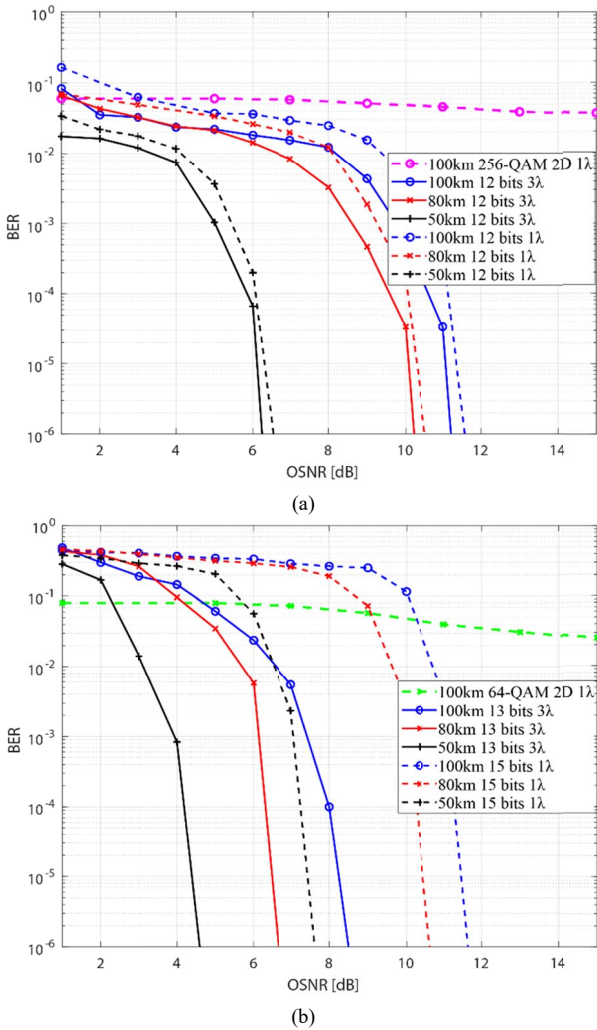 10^0
10^-1
10^-2
10^-3
10^-4
10^-5
10^-6
BER
100km 256-QAM 2D 1λ
100km 12 bits 3λ
80km 12 bits 3λ
50km 12 bits 3λ
100km 12 bits 1λ
80km 12 bits 1λ
50km 12 bits 1λ
2 4 6 8 10 12 14
OSNR [dB]
(a)
10^0
10^-1
10^-2
10^-3
10^-4
10^-5
10^-6
BER
100km 64-QAM 2D 1λ
100km 13 bits 3λ
80km 13 bits 3λ
50km 13 bits 3λ
100km 15 bits 1λ
80km 15 bits 1λ
50km 15 bits 1λ
2 4 6 8 10 12 14
OSNR [dB]
(b)